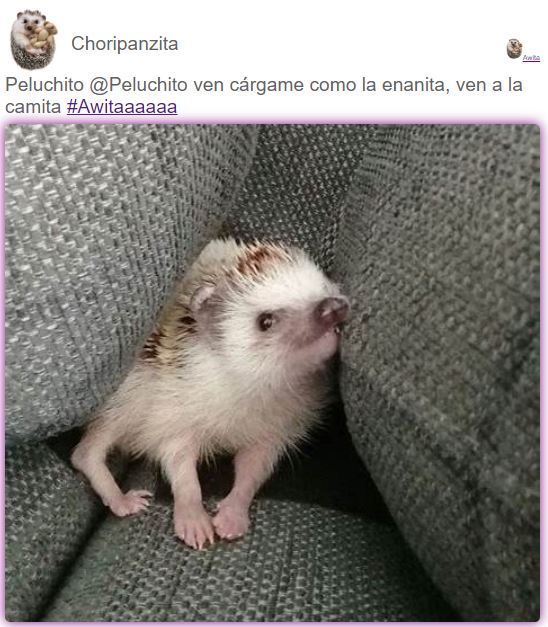 Choripanzita
Awita
Peluchito @Peluchito ven cárgame como la enanita, ven a la
camita #Awitaaaaaa